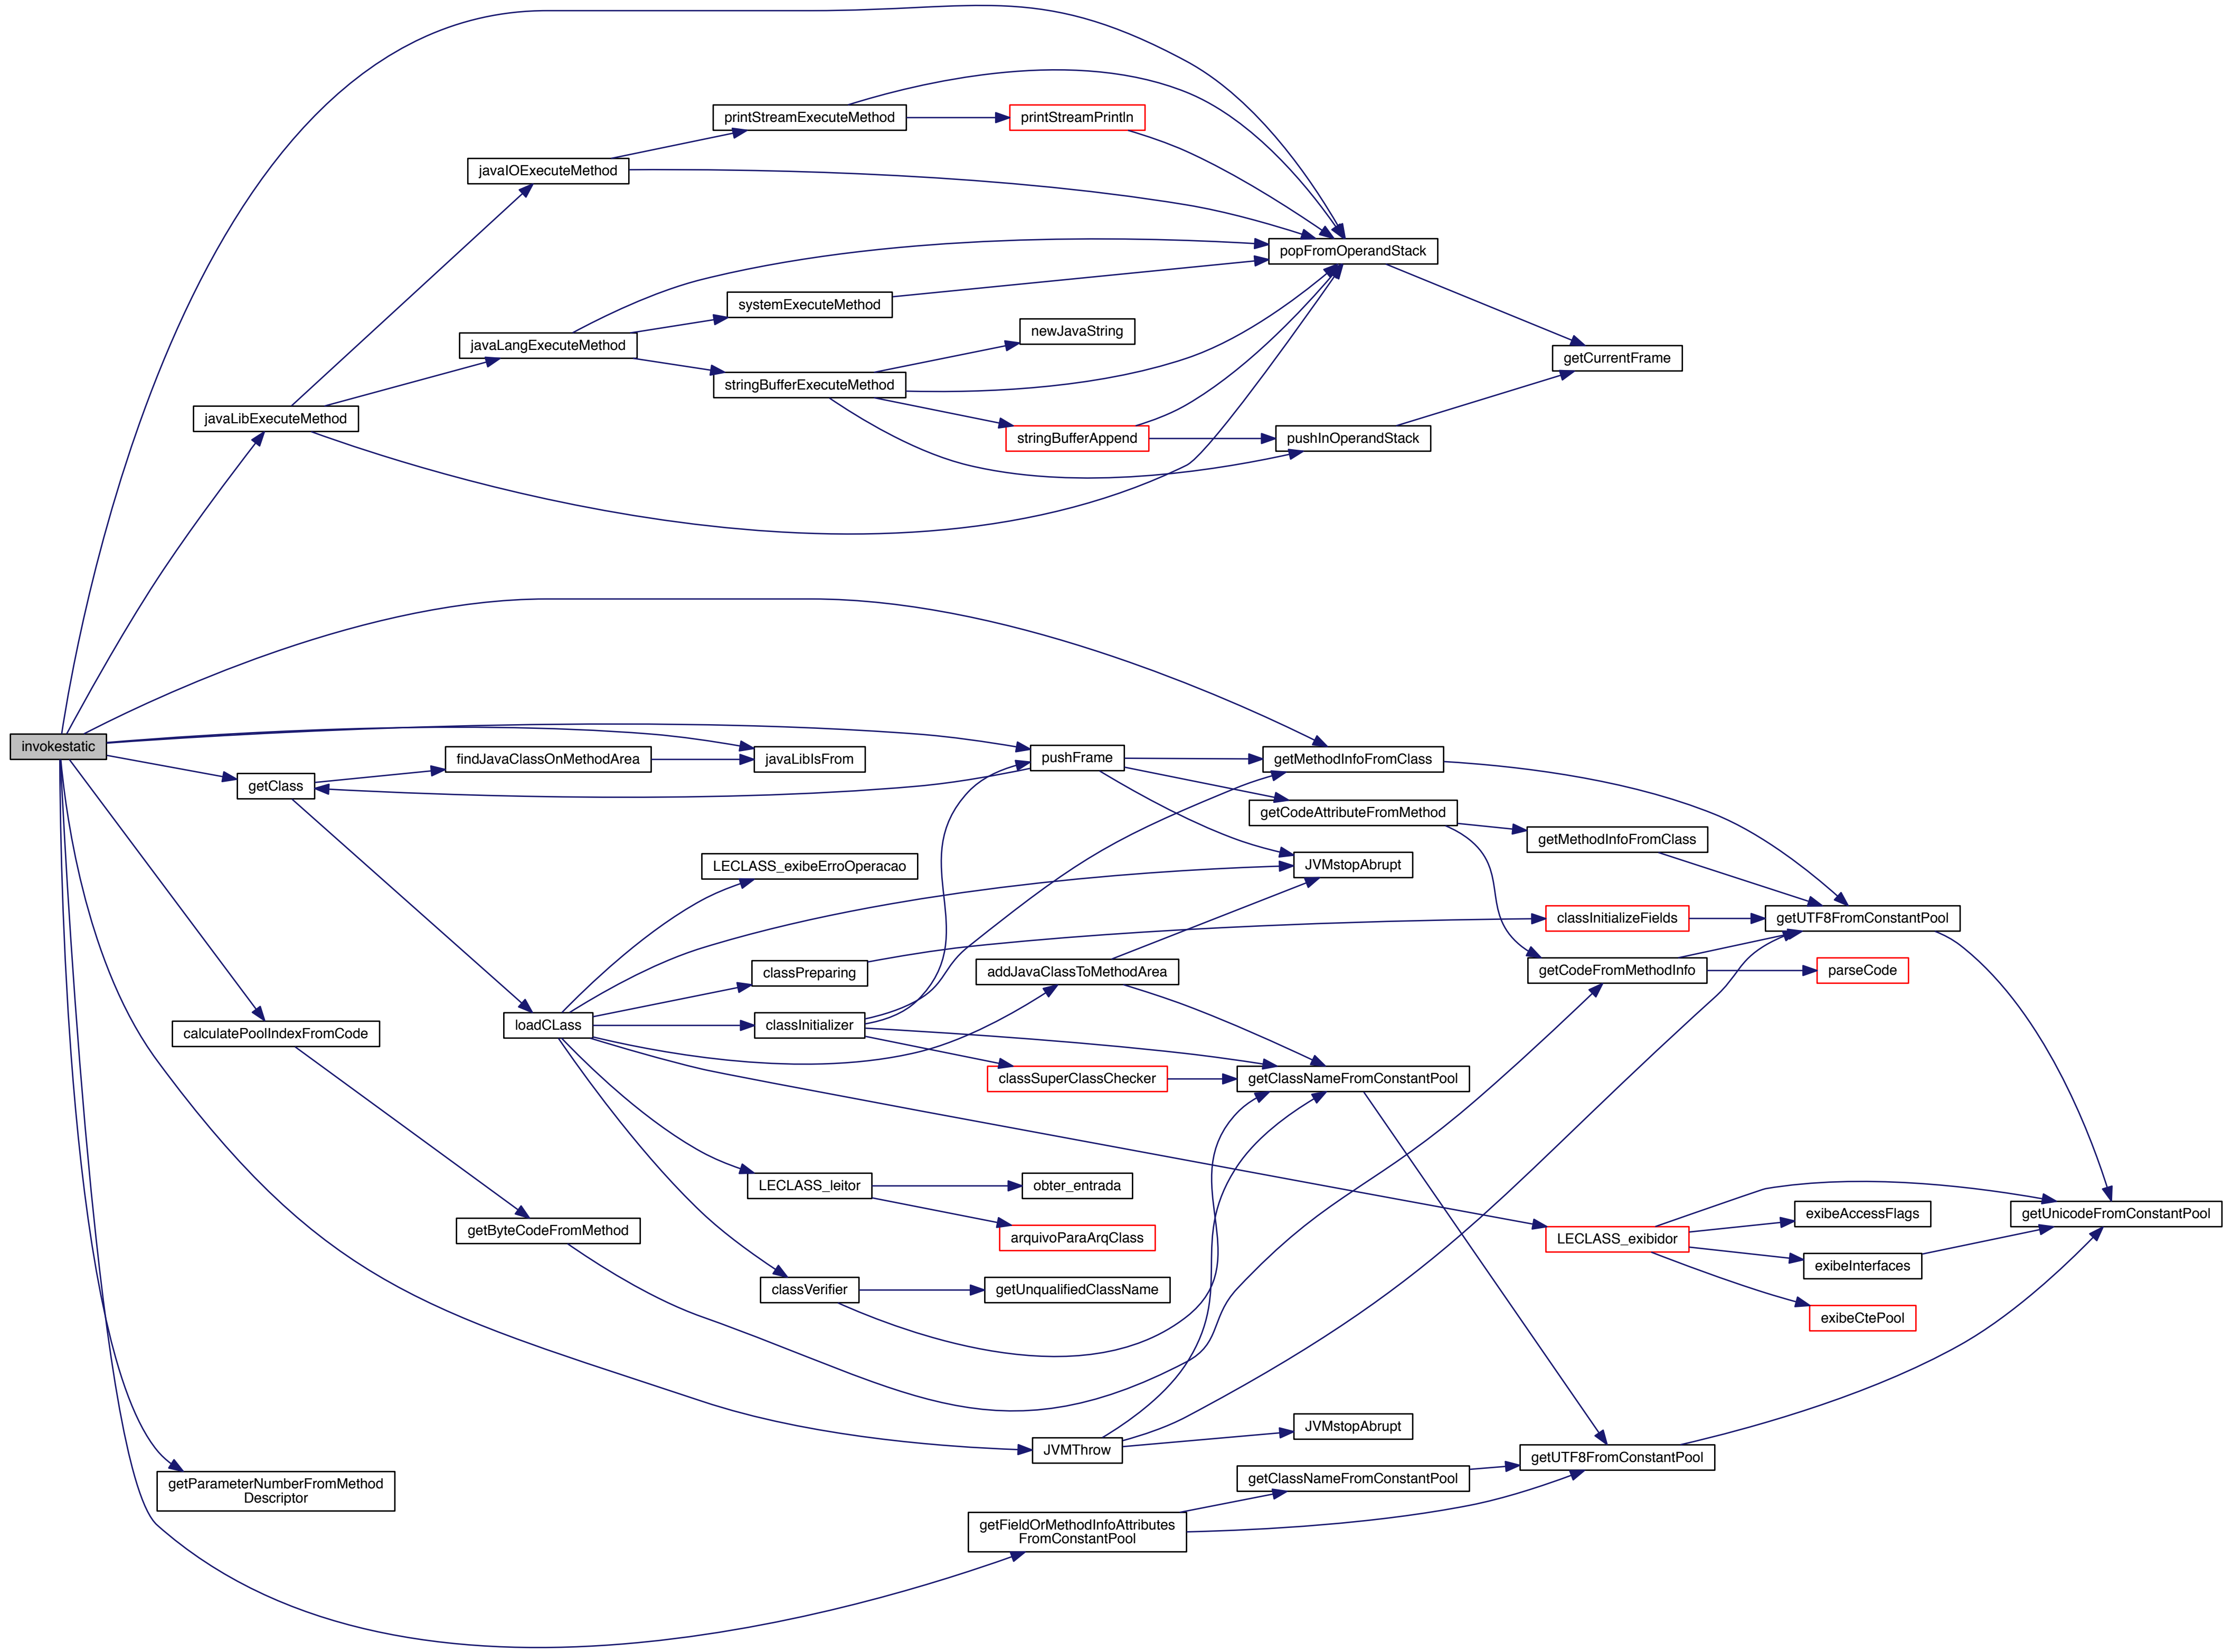 printStreamExecuteMethod
printStreamPrintln
javaIOExecuteMethod
popFromOperandStack
systemExecuteMethod
newJavaString
javaLangExecuteMethod
getCurrentFrame
stringBufferExecuteMethod
javaLibExecuteMethod
stringBufferAppend
pushInOperandStack
invokestatic
findJavaClassOnMethodArea
javaLibIsFrom
pushFrame
getMethodInfoFromClass
getClass
getCodeAttributeFromMethod
getMethodInfoFromClass
LECLASS_exibeErroOperacao
JVMstopAbrupt
classInitializeFields
getUTF8FromConstantPool
classPreparing
addJavaClassToMethodArea
getCodeFromMethodInfo
parseCode
calculatePoolIndexFromCode
loadCLass
classInitializer
classSuperClassChecker
getClassNameFromConstantPool
LECLASS_leitor
obter_entrada
getByteCodeFromMethod
arquivoParaArqClass
LECLASS_exibidor
exibeAccessFlags
getUnicodeFromConstantPool
exibeInterfaces
classVerifier
getUnqualifiedClassName
exibeCtePool
JVMThrow
JVMstopAbrupt
getUTF8FromConstantPool
getParameterNumberFromMethod
Descriptor
getClassNameFromConstantPool
getFieldOrMethodInfoAttributes
FromConstantPool